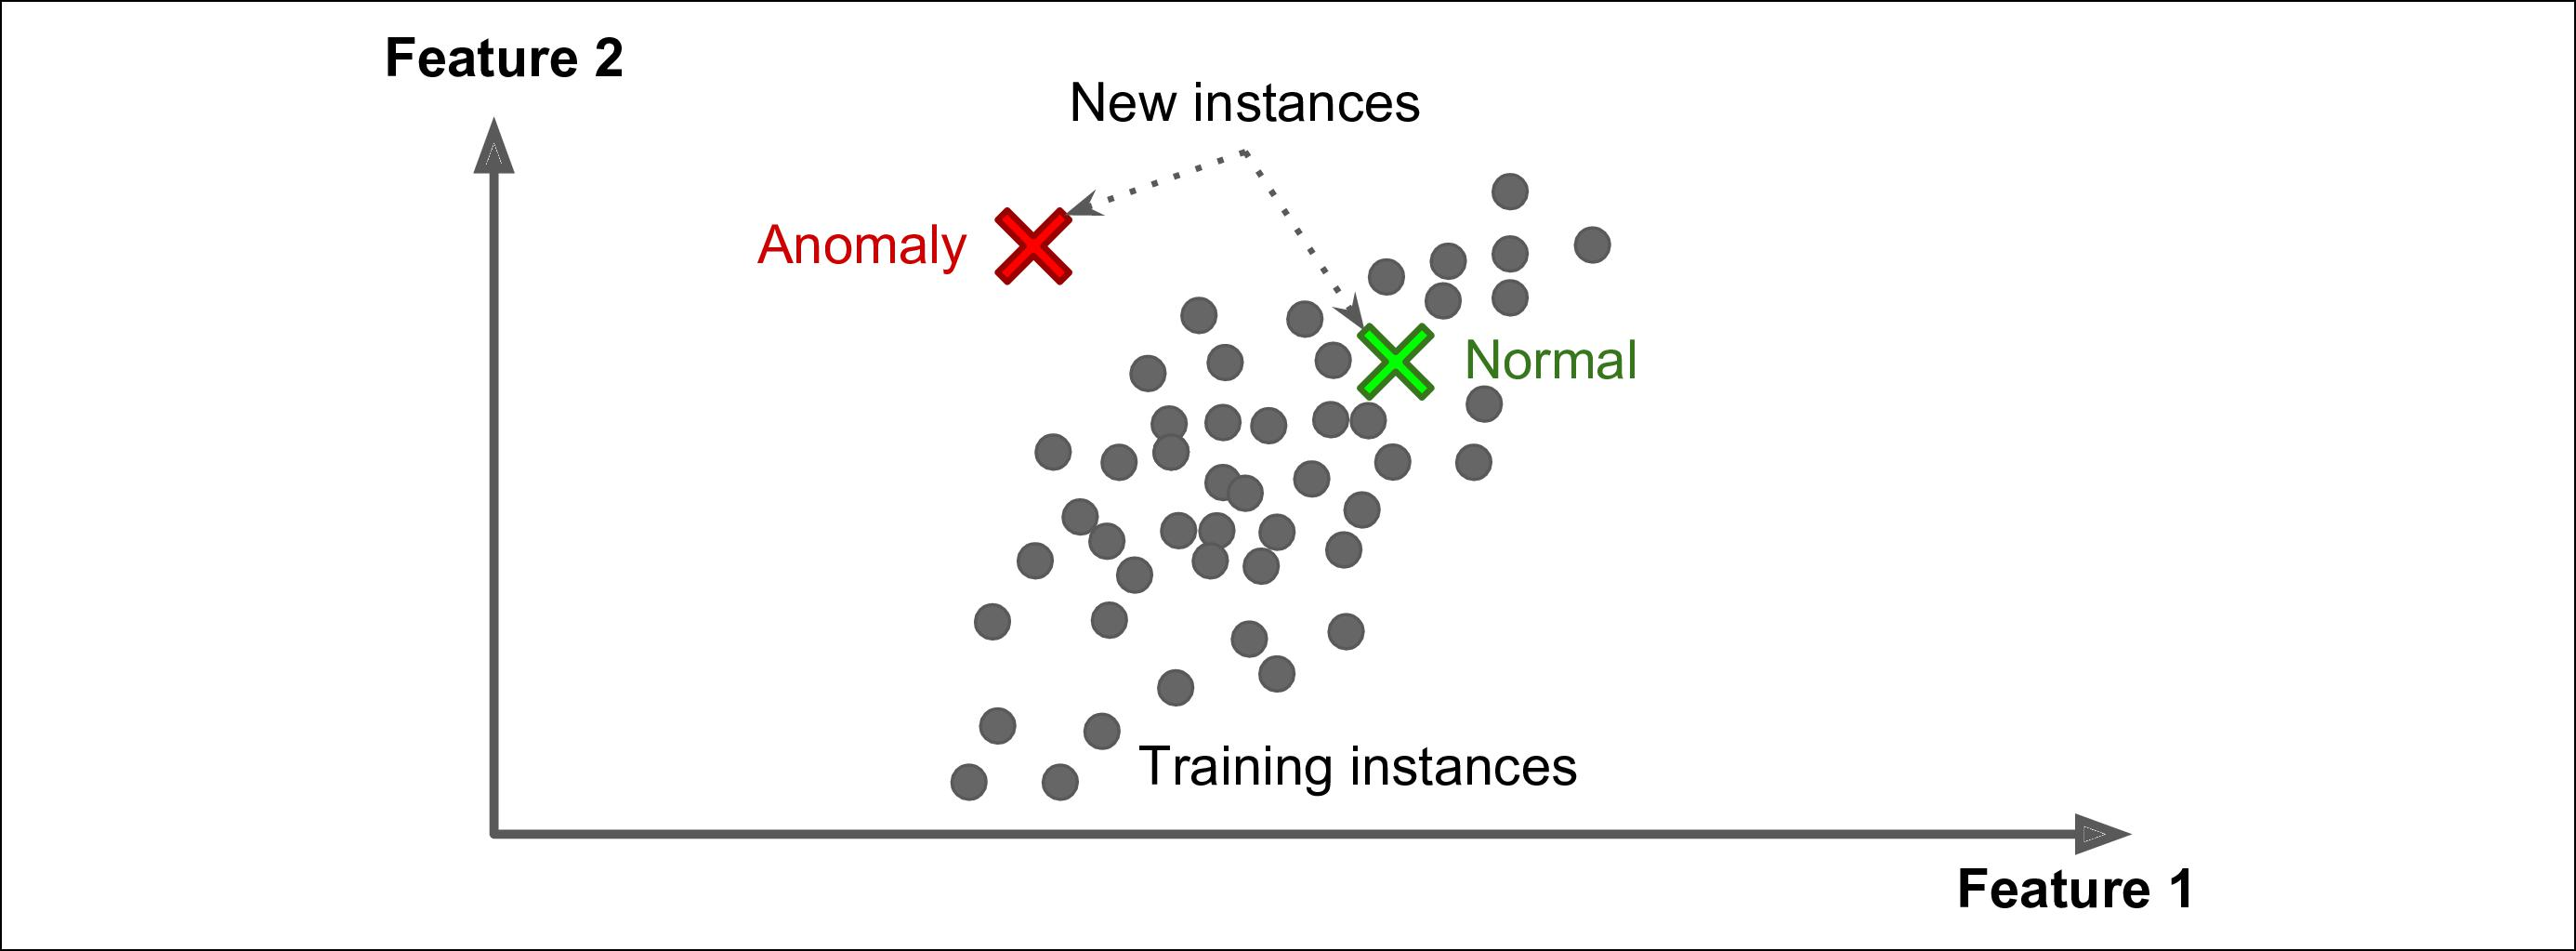 Feature 2
New instances
Anomaly
Normal
Training instances
Feature 1